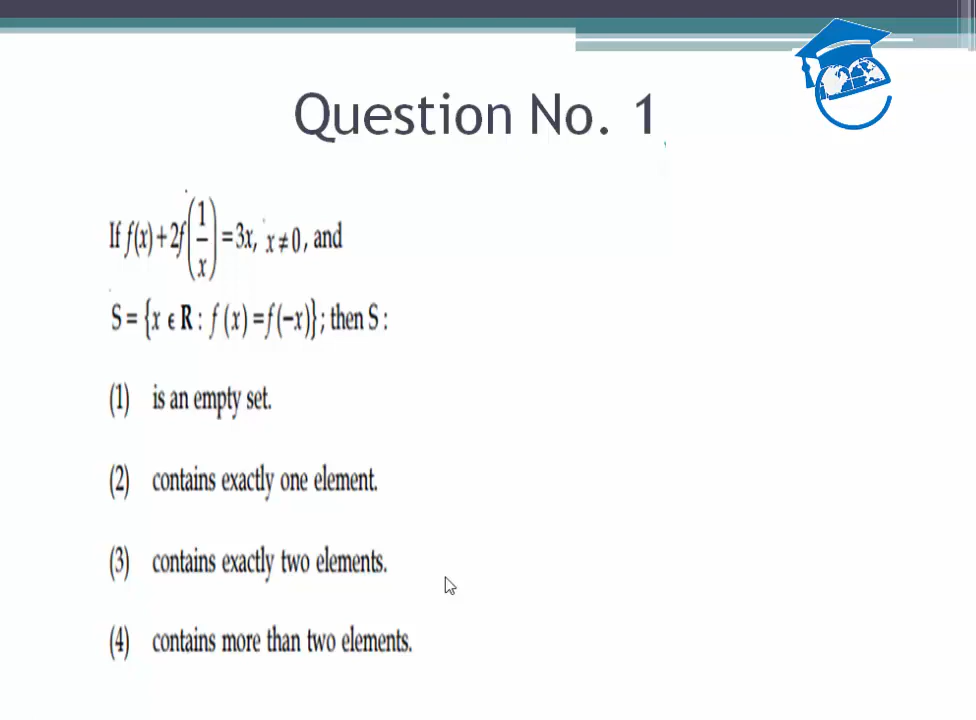 Question No. 1
If f(x) + 2f(1/x) = 3x, x ≠ 0, and
S = {x ∈ R : f(x) = f(−x)}; then S :
(1) is an empty set.
(2) contains exactly one element.
(3) contains exactly two elements.
(4) contains more than two elements.